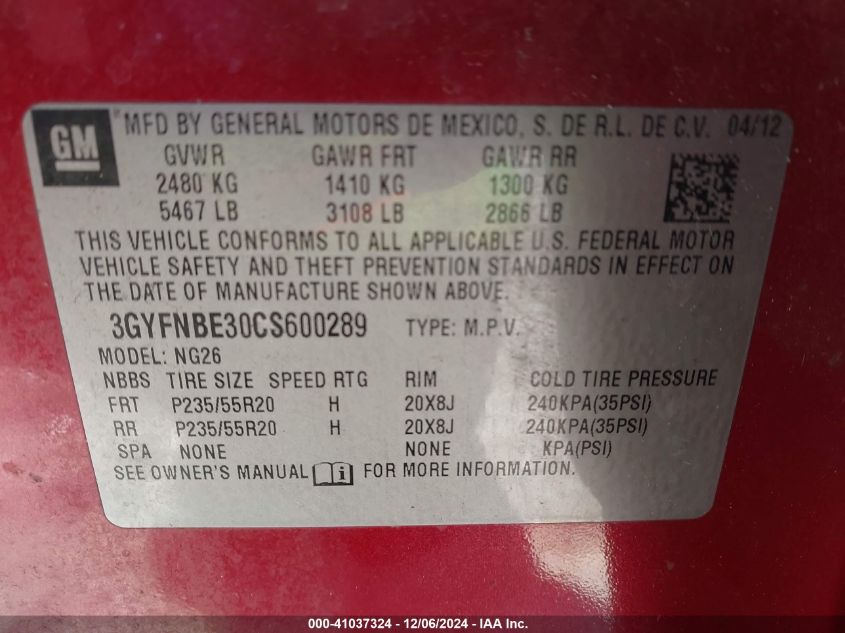 GM
MFD BY GENERAL MOTORS DE MEXICO, S. DE R.L. DE C.V. 04/12
GVWR GAWR FRT GAWR RR
2480 KG 1410 KG 1300 KG
5467 LB 3108 LB 2866 LB
THIS VEHICLE CONFORMS TO ALL APPLICABLE U.S. FEDERAL MOTOR
VEHICLE SAFETY AND THEFT PREVENTION STANDARDS IN EFFECT ON
THE DATE OF MANUFACTURE SHOWN ABOVE.
3GYFNBE30CS600289 TYPE: M.P.V.
MODEL: NG26
NBBS TIRE SIZE SPEED RTG RIM COLD TIRE PRESSURE
FRT P235/55R20 H 20X8J 240KPA(35PSI)
RR P235/55R20 H 20X8J 240KPA(35PSI)
SPA NONE NONE KPA(PSI)
SEE OWNER'S MANUAL i FOR MORE INFORMATION.
000-41037324 - 12/06/2024 - IAA Inc.